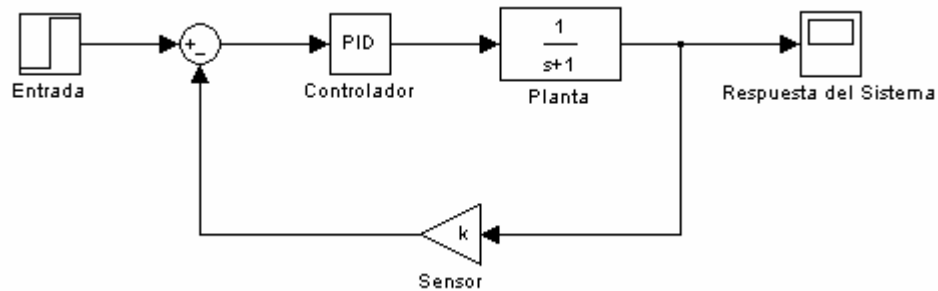 +
−
PID
1
s+1
k
Entrada
Controlador
Planta
Respuesta del Sistema
Sensor